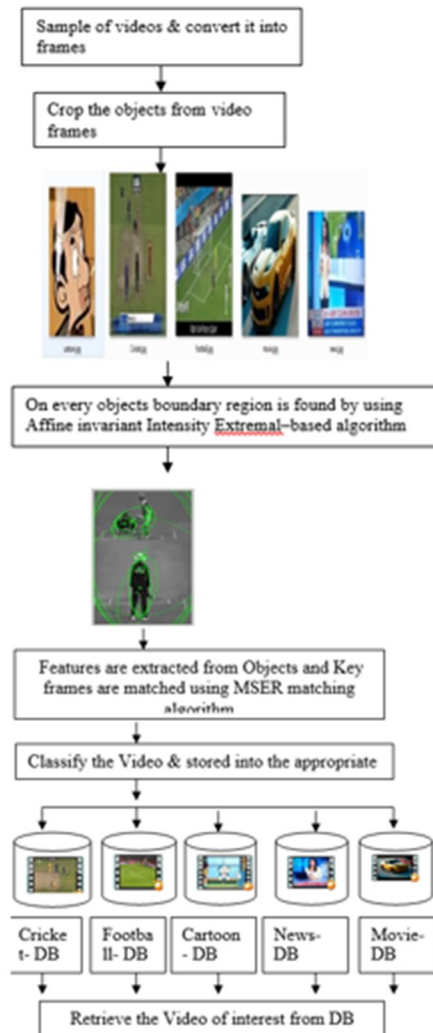 Sample of videos & convert it into
frames
Crop the objects from video
frames
On every objects boundary region is found by using
Affine invariant Intensity Extremal–based algorithm
Features are extracted from Objects and Key
frames are matched using MSER matching
algorithm
Classify the Video & stored into the appropriate
Cricke
t- DB
Footba
ll- DB
Cartoon
- DB
News-
DB
Movie-
DB
Retrieve the Video of interest from DB